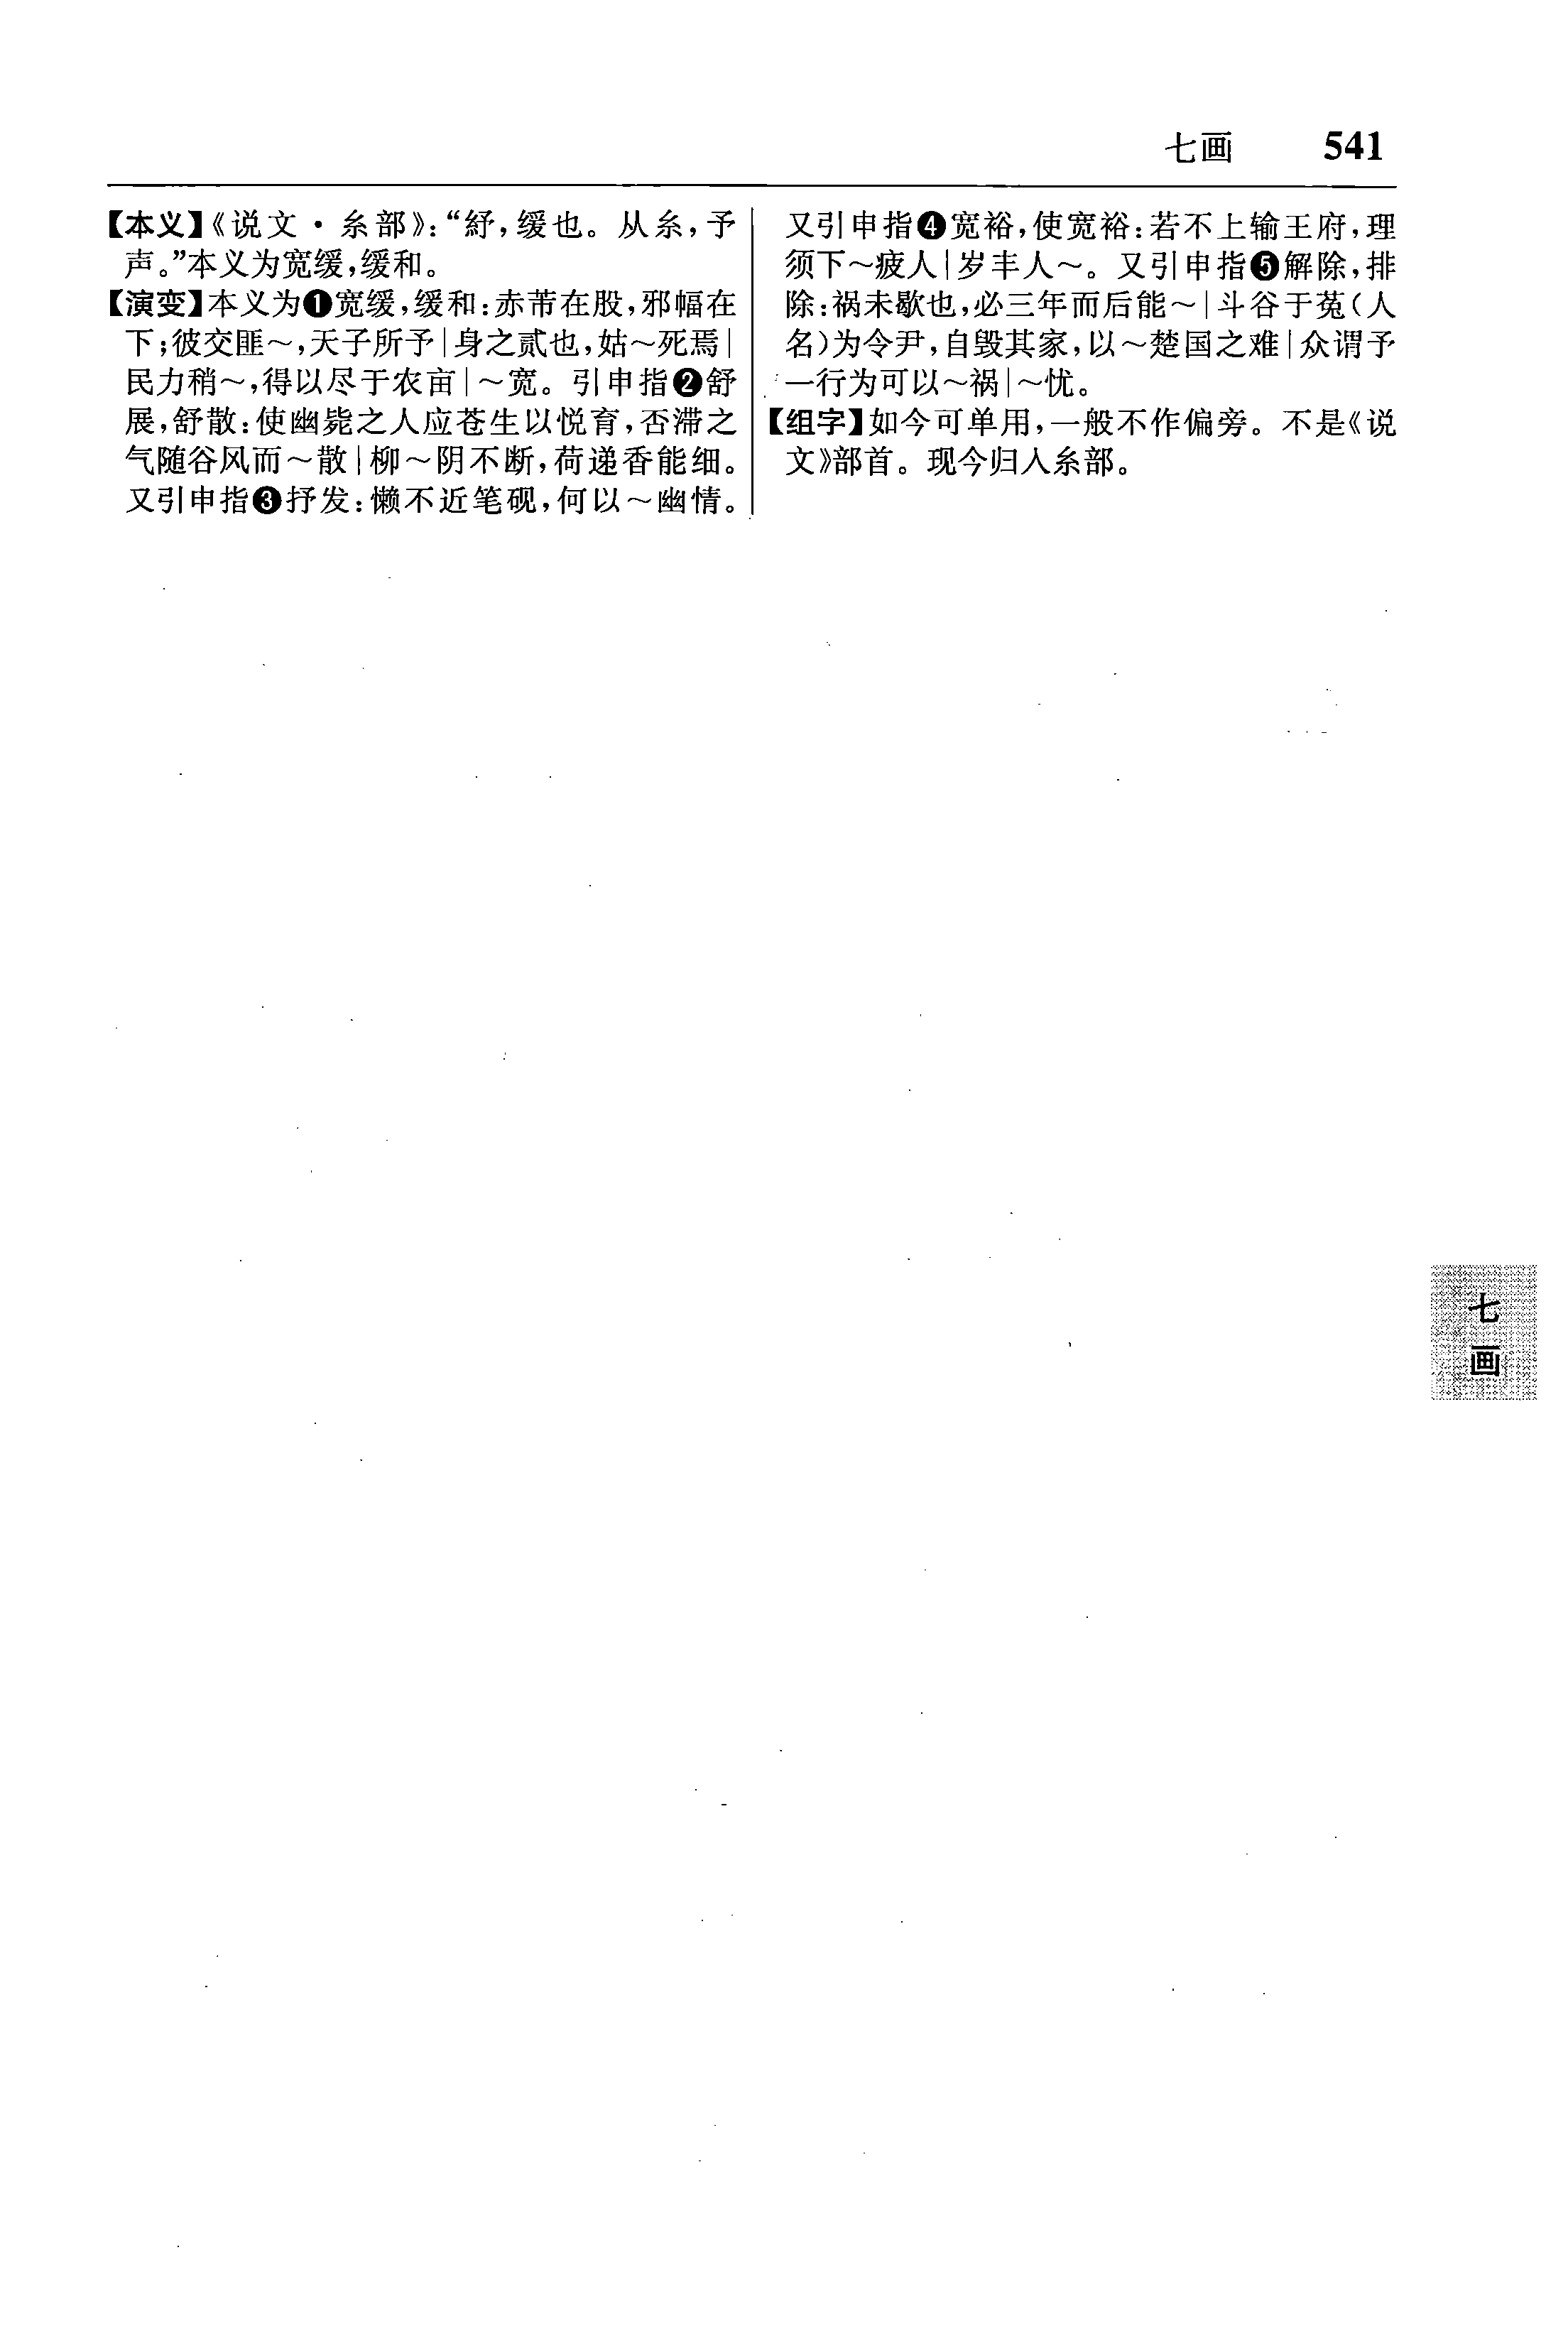 七画 541
【本义】《说文·糸部》：“紓，缓也。从糸，予
声。”本义为宽缓，缓和。
【演变】本义为❶宽缓，缓和：赤芾在股，邪幅在
下；彼交匪～，天子所予｜身之贰也，姑～死焉｜
民力稍～，得以尽于农亩｜～宽。引申指❷舒
展，舒散：使幽毙之人应苍生以悦育，否滞之
气随谷风而～散｜柳～阴不断，荷递香能细。
又引申指❸抒发：懒不近笔砚，何以～幽情。
又引申指❹宽裕，使宽裕：若不上输王府，理
须下～疲人｜岁丰人～。又引申指❺解除，排
除：祸未歇也，必三年而后能～｜斗谷于菟（人
名）为令尹，自毁其家，以～楚国之难｜众谓予
一行为可以～祸｜～忧。
【组字】如今可单用，一般不作偏旁。不是《说
文》部首。现今归入糸部。
七
画